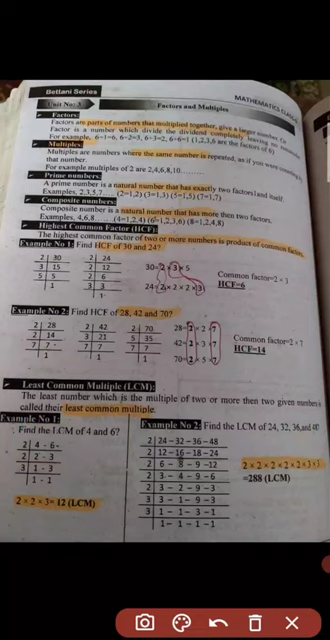 Bettani Series
MATHEMATICS CLASS-
Unit No: 3
Factors and Multiples
Factors:
Factors are parts of numbers that multiplied together, give a larger number. Or
Factor is a number which divide the dividend completely, leaving no
For example, 6÷1=6, 6÷2=3, 6÷3=2, 6÷6=1 (1,2,3,6 are the factors of 6)
Multiples:
Multiples are numbers where the same number is repeated, as if you were
that number.
For example multiples of 2 are 2,4,6,8,10.......
Prime numbers:
A prime number is a natural number that has exactly two factors1and itself.
Examples, 2,3,5,7..... (2=1,2) (3=1,3) (5=1,5) (7=1,7)
Composite numbers:
Composite number is a natural number that has more then two factors.
Examples, 4,6,8...... (4=1,2,4) (6=1,2,3,6) (8=1,2,4,8)
Highest Common Factor (HCF):
The highest common factor of two or more numbers is product of common factors.
Example No 1: Find HCF of 30 and 24?
2 30
3 15
5 5
1
2 24
2 12
2 6
3 3
1
30=2 × 3 × 5
24=2 × 2 × 2 × 3
Common factor=2 × 3
HCF=6
Example No 2: Find HCF of 28, 42 and 70?
2 28
2 14
7 7
1
2 42
3 21
7 7
1
2 70
5 35
7 7
1
28=2 × 2 × 7
42=2 × 3 × 7
70=2 × 5 × 7
Common factor=2 × 7
HCF=14
Least Common Multiple (LCM):
The least number which is the multiple of two or more then two given numbers is
called their least common multiple.
Example No 1:
Find the LCM of 4 and 6?
2 4 - 6
2 2 - 3
3 1 - 3
1 - 1
2 × 2 × 3= 12 (LCM)
Example No 2: Find the LCM of 24, 32, 36,and 48?
2 24 - 32 - 36 - 48
2 12 - 16 - 18 - 24
2 6 - 8 - 9 - 12
2 3 - 4 - 9 - 6
2 3 - 2 - 9 - 3
3 3 - 1 - 9 - 3
3 1 - 1 - 3 - 1
1 - 1 - 1 - 1
2 × 2 × 2 × 2 × 2 × 3 × 3
=288 (LCM)